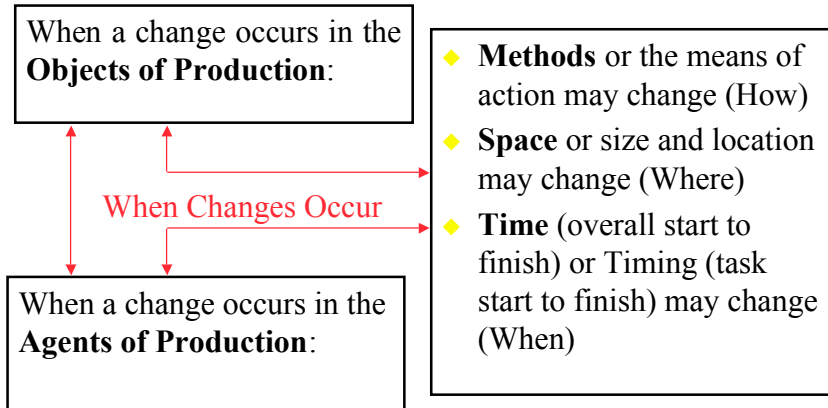 When a change occurs in the
Objects of Production:
Methods or the means of
action may change (How)
Space or size and location
may change (Where)
Time (overall start to
finish) or Timing (task
start to finish) may change
(When)
When Changes Occur
When a change occurs in the
Agents of Production: